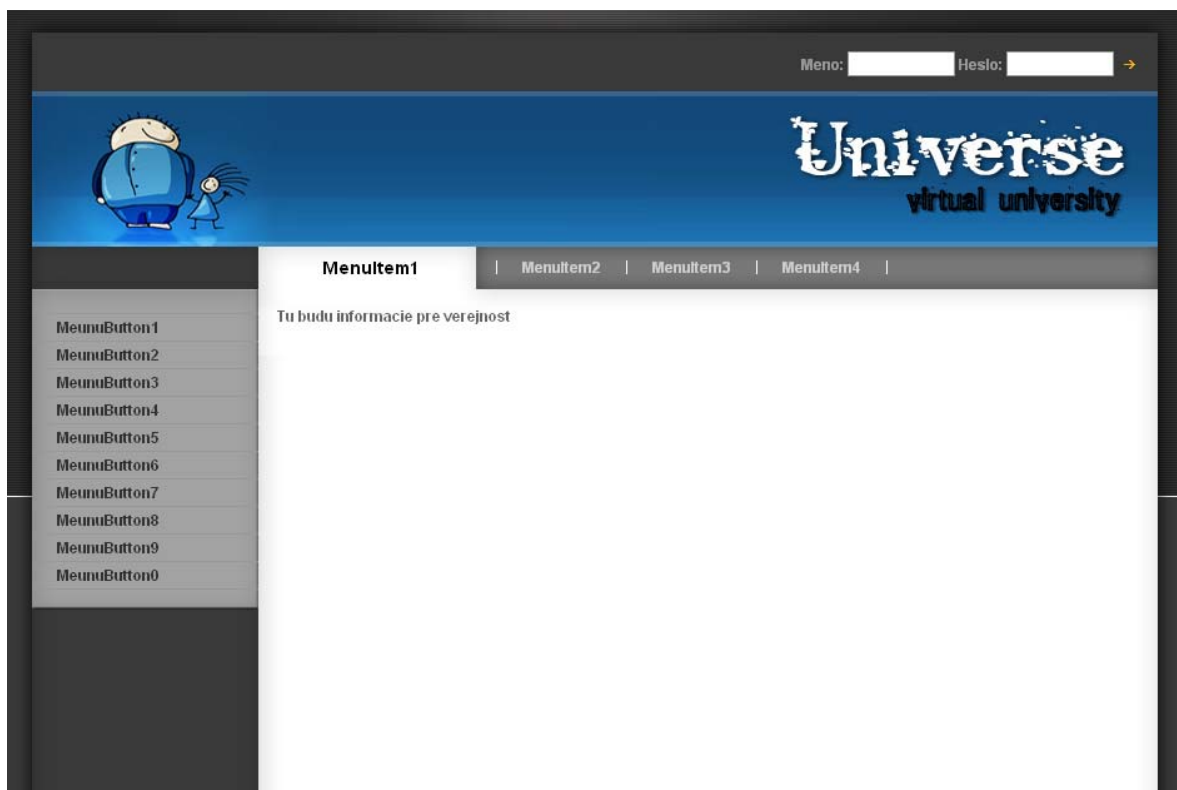 Meno: Heslo:
Universe
virtual university
MenuItem1 | MenuItem2 | MenuItem3 | MenuItem4 |
Tu budu informacie pre verejnost
MeunuButton1
MeunuButton2
MeunuButton3
MeunuButton4
MeunuButton5
MeunuButton6
MeunuButton7
MeunuButton8
MeunuButton9
MeunuButton0